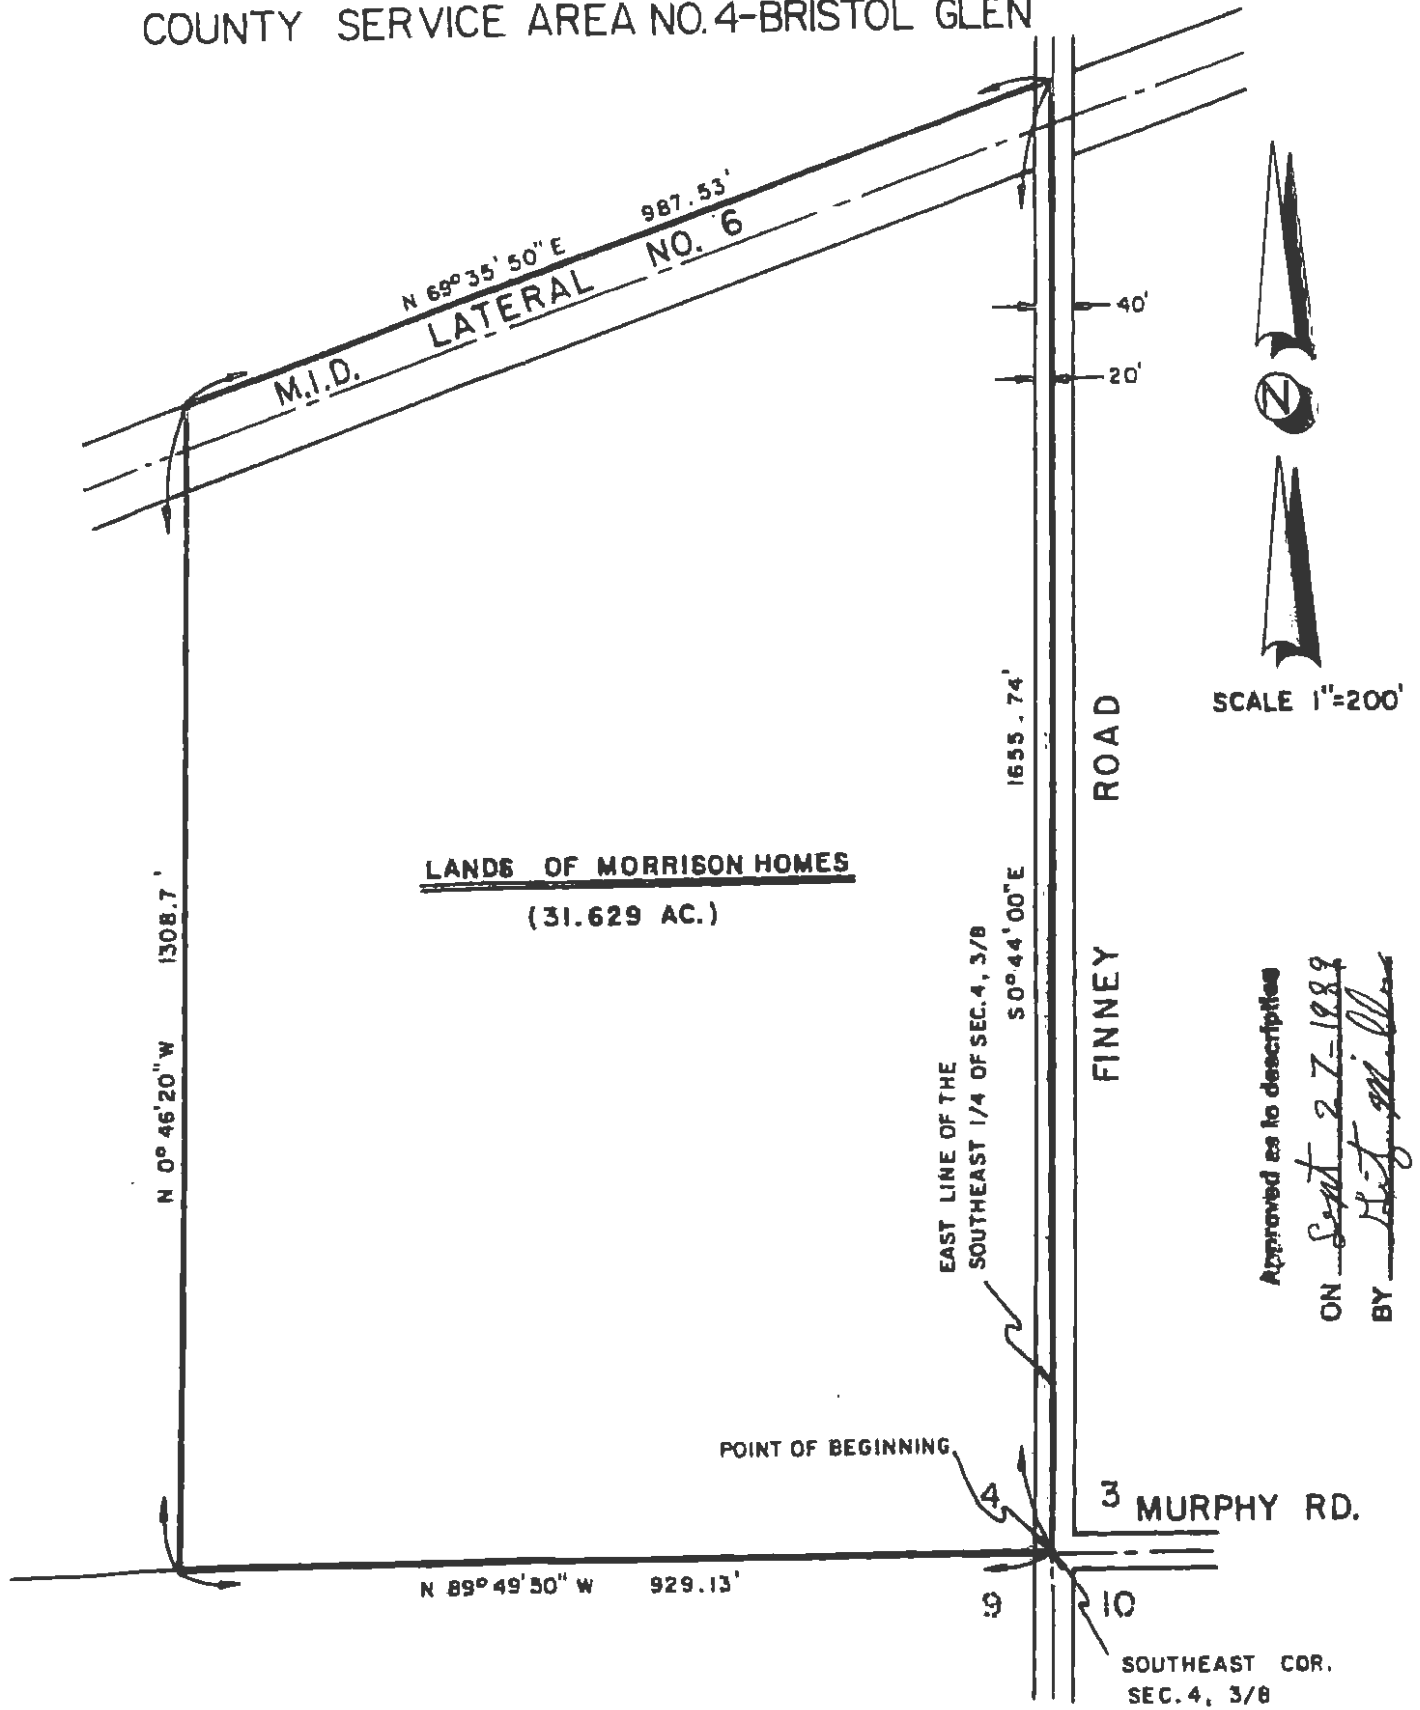 COUNTY SERVICE AREA NO. 4-BRISTOL GLEN
N 69° 35' 50" E 987.53'
M.I.D. LATERAL NO. 6
40'
20'
N
SCALE 1"=200'
1655.74'
S 0° 44' 00" E
FINNEY ROAD
LANDS OF MORRISON HOMES
(31.629 AC.)
N 0° 46' 20" W 1308.7'
EAST LINE OF THE
SOUTHEAST 1/4 OF SEC. 4, 3/8
Approved as to description
ON Sept 27-1989
BY
POINT OF BEGINNING
4
3
MURPHY RD.
N 89° 49' 50" W 929.13'
9
10
SOUTHEAST COR.
SEC. 4, 3/8